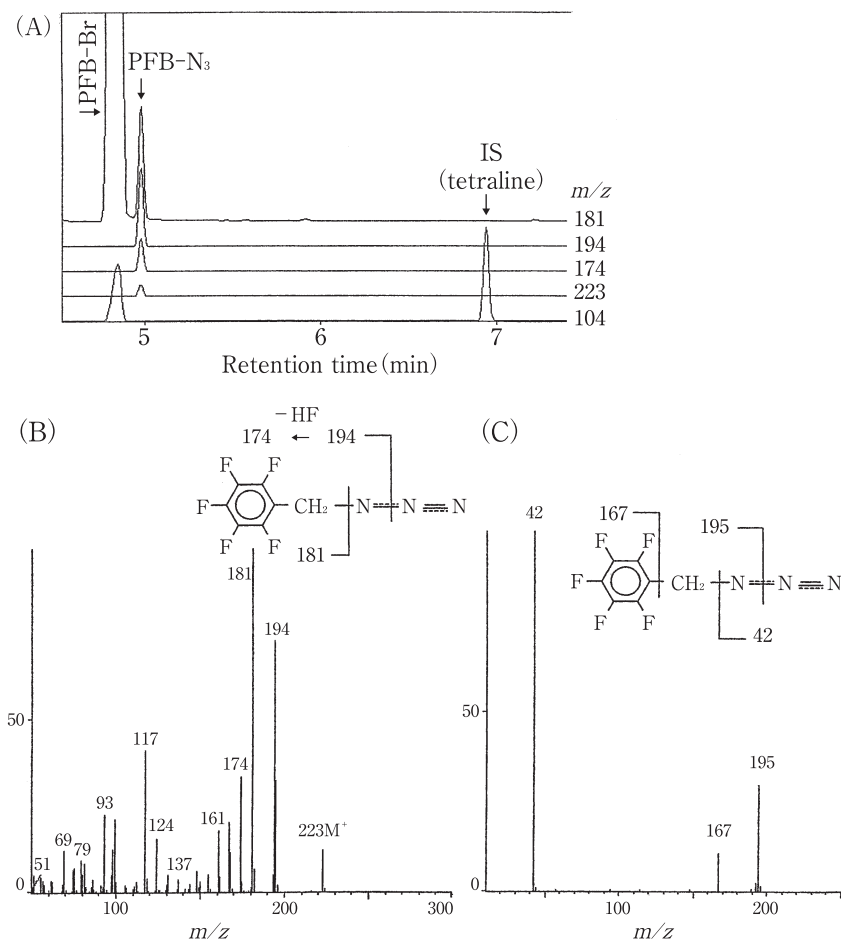 (A)
↓PFB-Br
PFB-N₃
IS
(tetraline)
m/z
181
194
174
223
104
5 6 7
Retention time (min)
(B)
－HF
174 ← 194
F F
F CH₂ N N N
F F
181
181
194
50
117
174
93
161
124
223M⁺
69
79
137
51
0
100 200 300
m/z
(C)
42
167
195
F F
F CH₂ N N N
F F
42
50
195
167
0
100 200
m/z